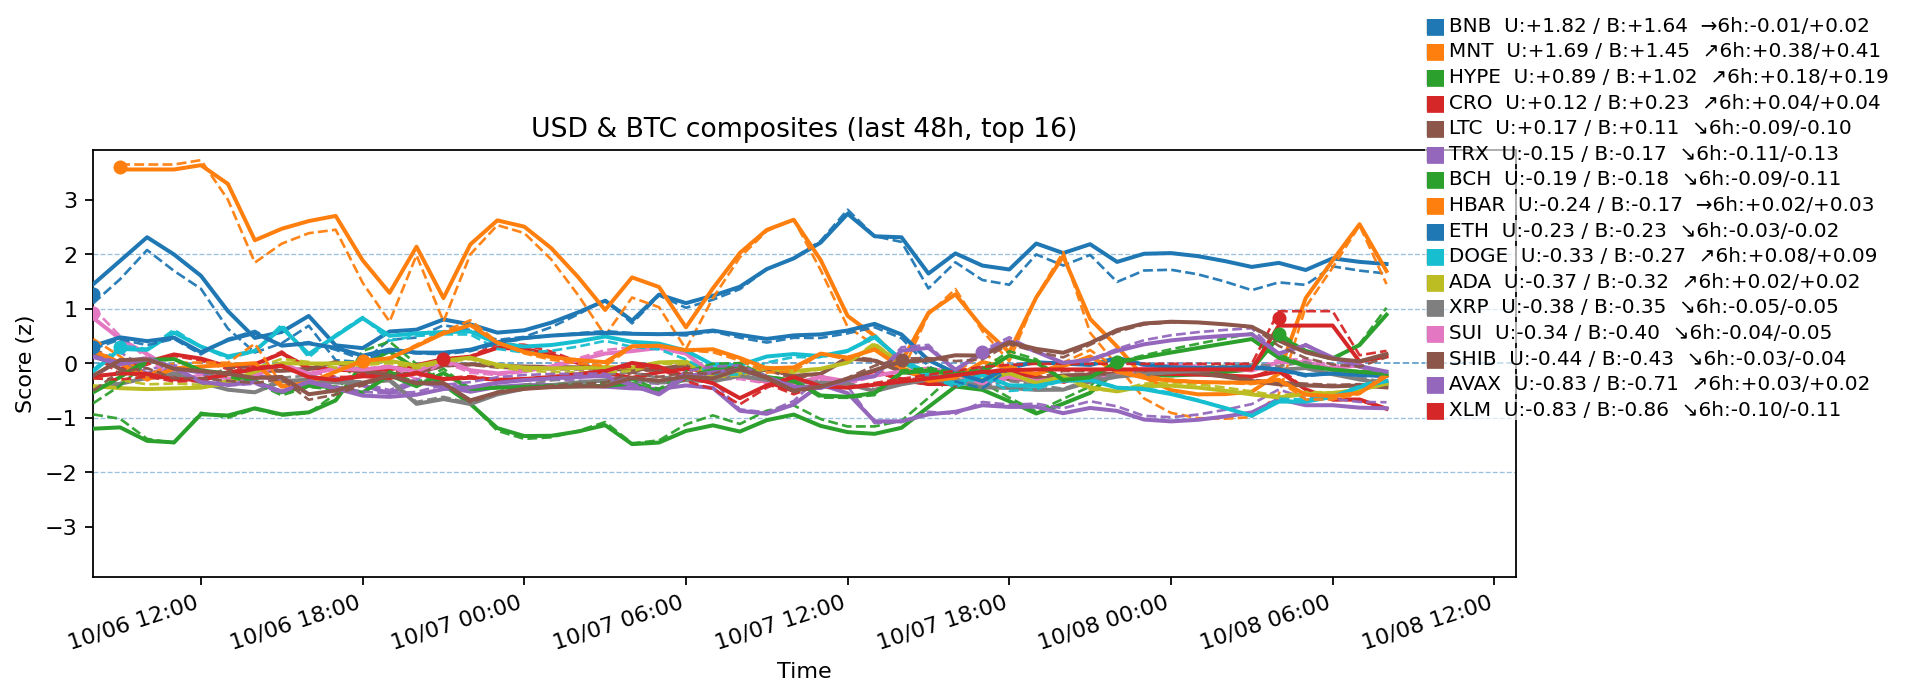 BNB  U:+1.82 / B:+1.64  →6h:-0.01/+0.02
MNT  U:+1.69 / B:+1.45  ↗6h:+0.38/+0.41
HYPE  U:+0.89 / B:+1.02  ↗6h:+0.18/+0.19
CRO  U:+0.12 / B:+0.23  ↗6h:+0.04/+0.04
LTC  U:+0.17 / B:+0.11  ↘6h:-0.09/-0.10
TRX  U:-0.15 / B:-0.17  ↘6h:-0.11/-0.13
BCH  U:-0.19 / B:-0.18  ↘6h:-0.09/-0.11
HBAR  U:-0.24 / B:-0.17  →6h:+0.02/+0.03
ETH  U:-0.23 / B:-0.23  ↘6h:-0.03/-0.02
DOGE  U:-0.33 / B:-0.27  ↗6h:+0.08/+0.09
ADA  U:-0.37 / B:-0.32  ↗6h:+0.02/+0.02
XRP  U:-0.38 / B:-0.35  ↘6h:-0.05/-0.05
SUI  U:-0.34 / B:-0.40  ↘6h:-0.04/-0.05
SHIB  U:-0.44 / B:-0.43  ↘6h:-0.03/-0.04
AVAX  U:-0.83 / B:-0.71  ↗6h:+0.03/+0.02
XLM  U:-0.83 / B:-0.86  ↘6h:-0.10/-0.11
USD & BTC composites (last 48h, top 16)
Score (z)
3
2
1
0
−1
−2
−3
10/06 12:00
10/06 18:00
10/07 00:00
10/07 06:00
10/07 12:00
10/07 18:00
10/08 00:00
10/08 06:00
10/08 12:00
Time